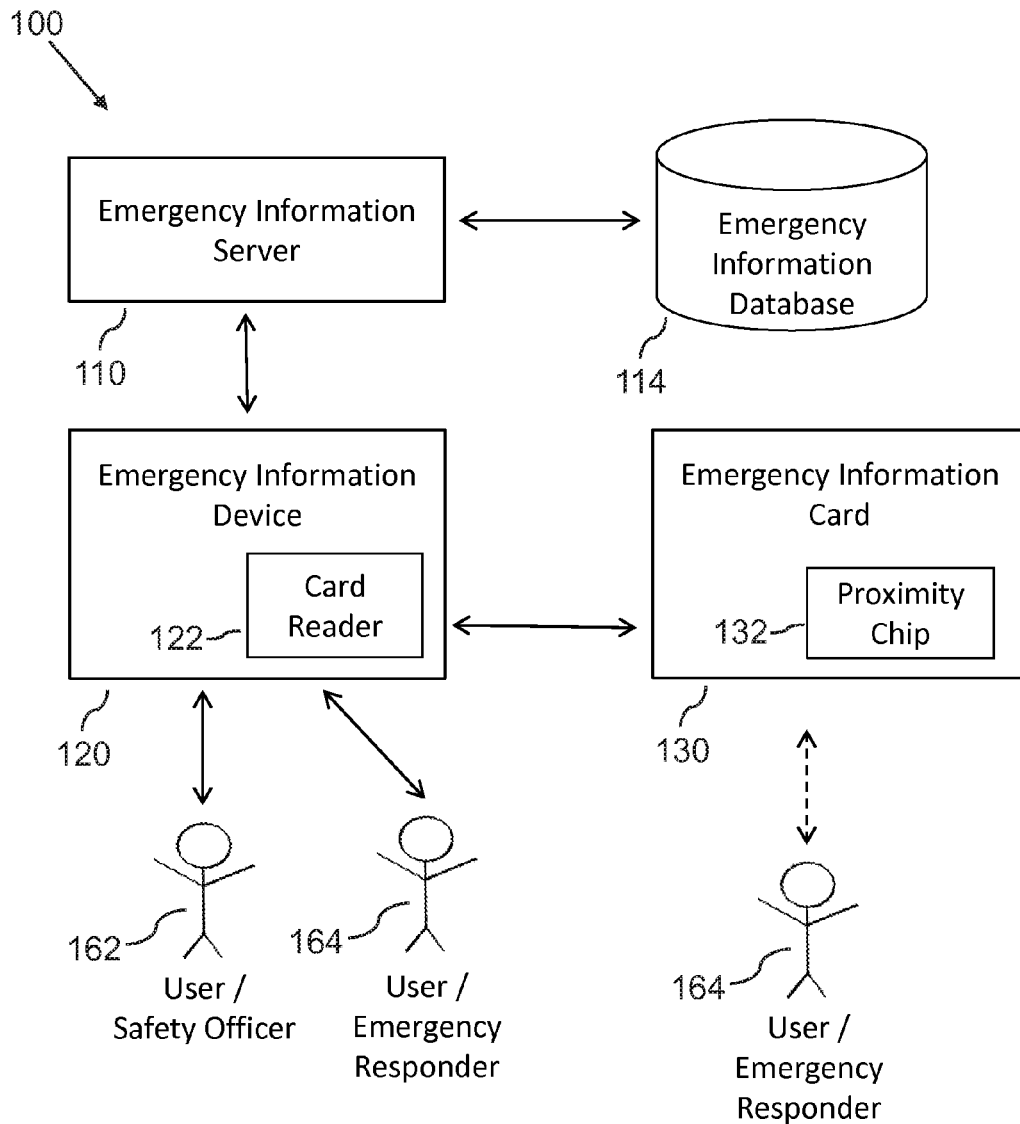 100
Emergency Information
Server
110
Emergency
Information
Database
114
Emergency Information
Device
Card
Reader
122
120
Emergency Information
Card
Proximity
Chip
132
130
162
User /
Safety Officer
164
User /
Emergency
Responder
164
User /
Emergency
Responder